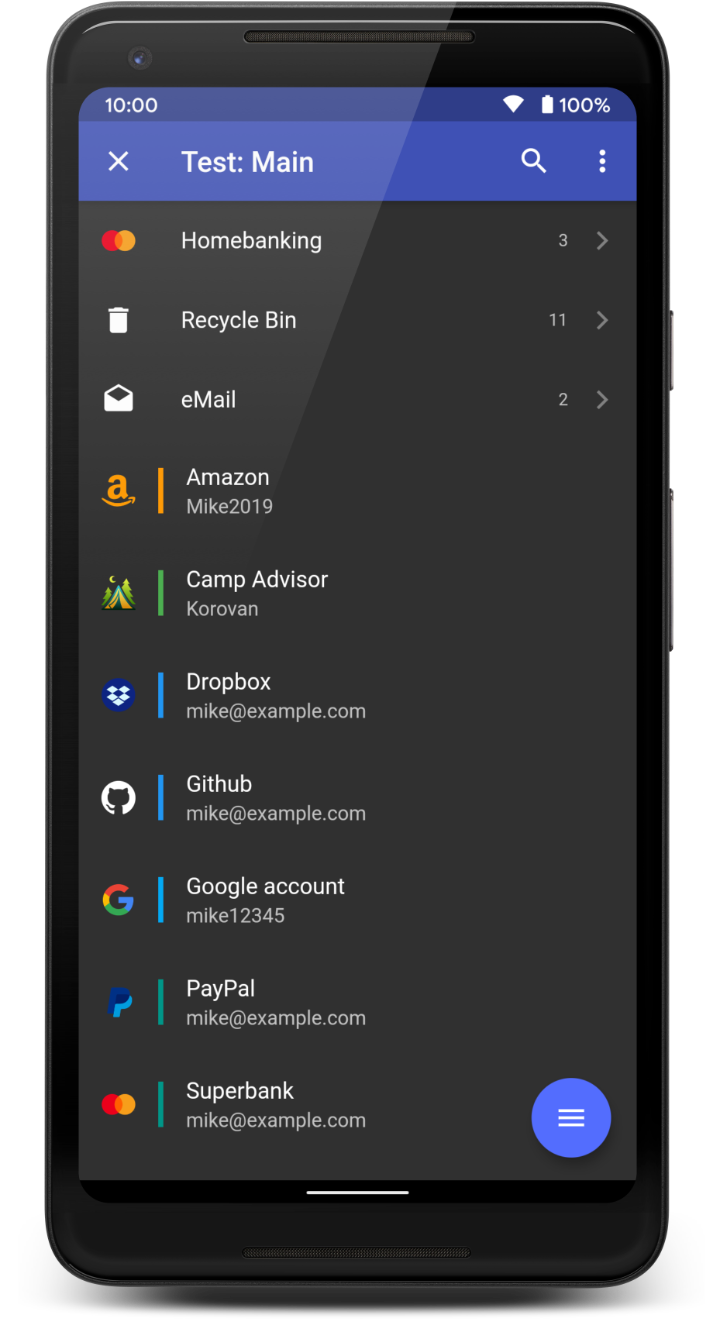 10:00 100%
Test: Main
Homebanking 3
Recycle Bin 11
eMail 2
Amazon
Mike2019
Camp Advisor
Korovan
Dropbox
mike@example.com
Github
mike@example.com
Google account
mike12345
PayPal
mike@example.com
Superbank
mike@example.com